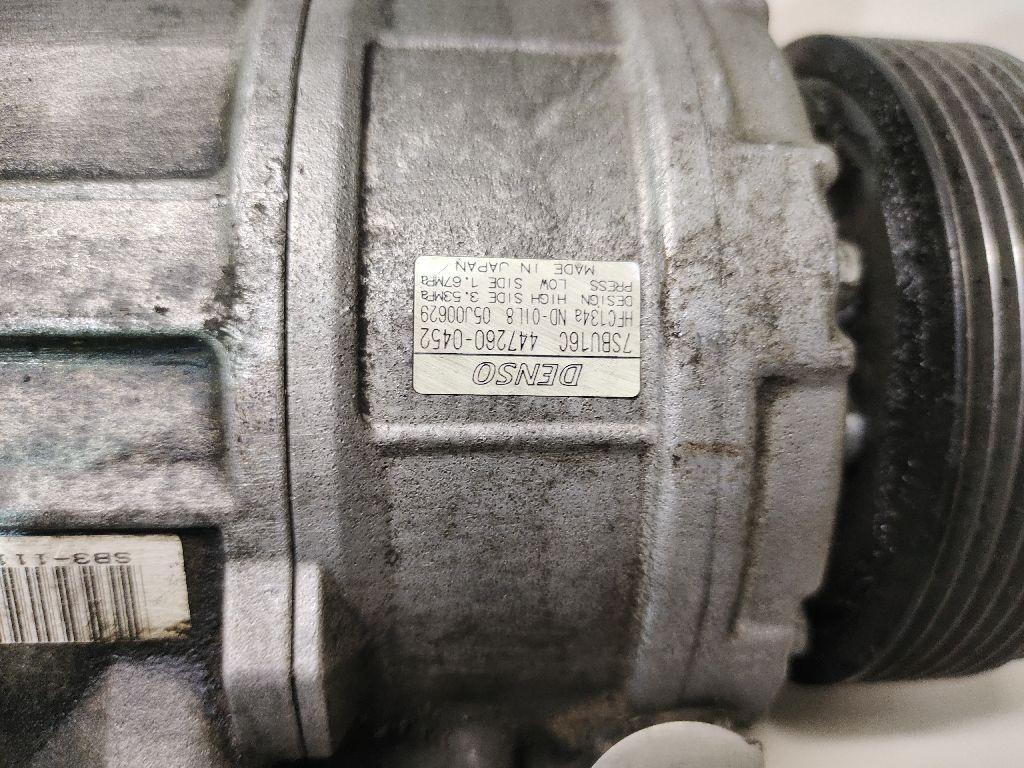 DENSO
7SBU16C 447260-0452
HFC134a ND-OIL8 05J00629
DESIGN HIGH SIDE 3.53MPa
PRESS LOW SIDE 1.67MPa
MADE IN JAPAN
SB3-111